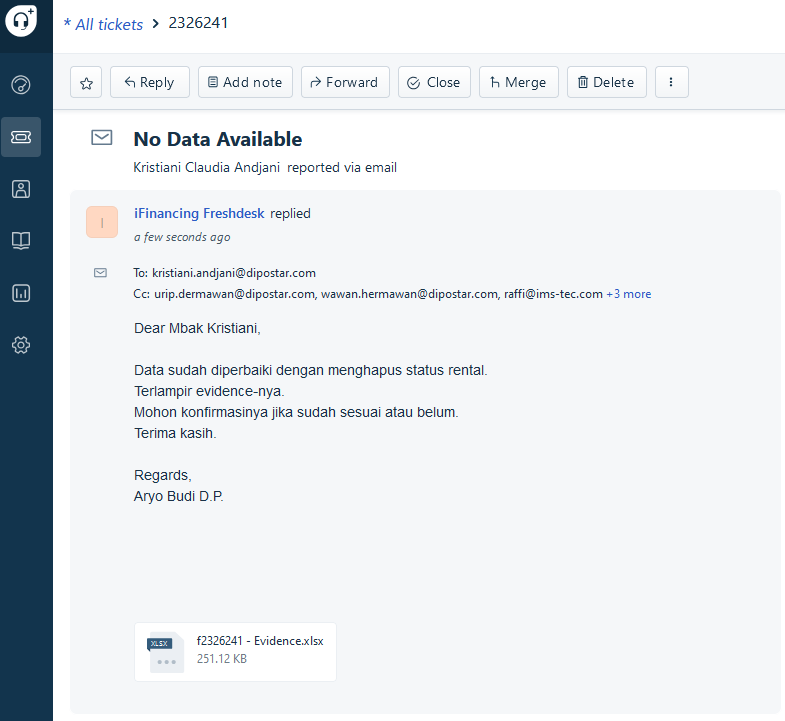 * All tickets > 2326241
Reply Add note Forward Close Merge Delete
No Data Available
Kristiani Claudia Andjani reported via email
I
iFinancing Freshdesk replied
a few seconds ago
To: kristiani.andjani@dipostar.com
Cc: urip.dermawan@dipostar.com, wawan.hermawan@dipostar.com, raffi@ims-tec.com +3 more
Dear Mbak Kristiani,
Data sudah diperbaiki dengan menghapus status rental.
Terlampir evidence-nya.
Mohon konfirmasinya jika sudah sesuai atau belum.
Terima kasih.
Regards,
Aryo Budi D.P.
XLSX
f2326241 - Evidence.xlsx
251.12 KB